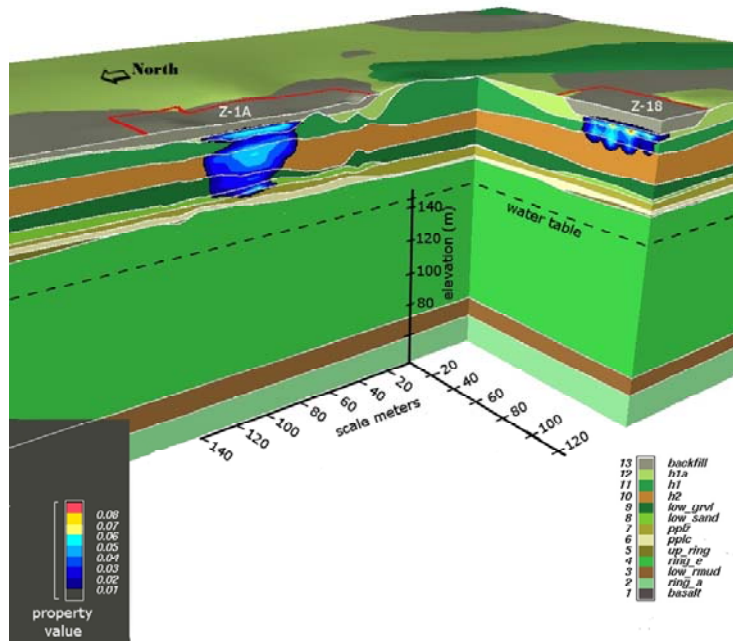 North
Z-1A
Z-18
140
120
100
80
elevation (m)
water table
20
40
60
80
100
120
140
scale meters
20
40
60
80
100
120
0.08
0.07
0.06
0.05
0.04
0.03
0.02
0.01
property
value
13 backfill
12 h1a
11 h1
10 h2
9 low_grvl
8 low_sand
7 pplz
6 pplc
5 up_ring
4 ring_e
3 low_rmud
2 ring_a
1 basalt